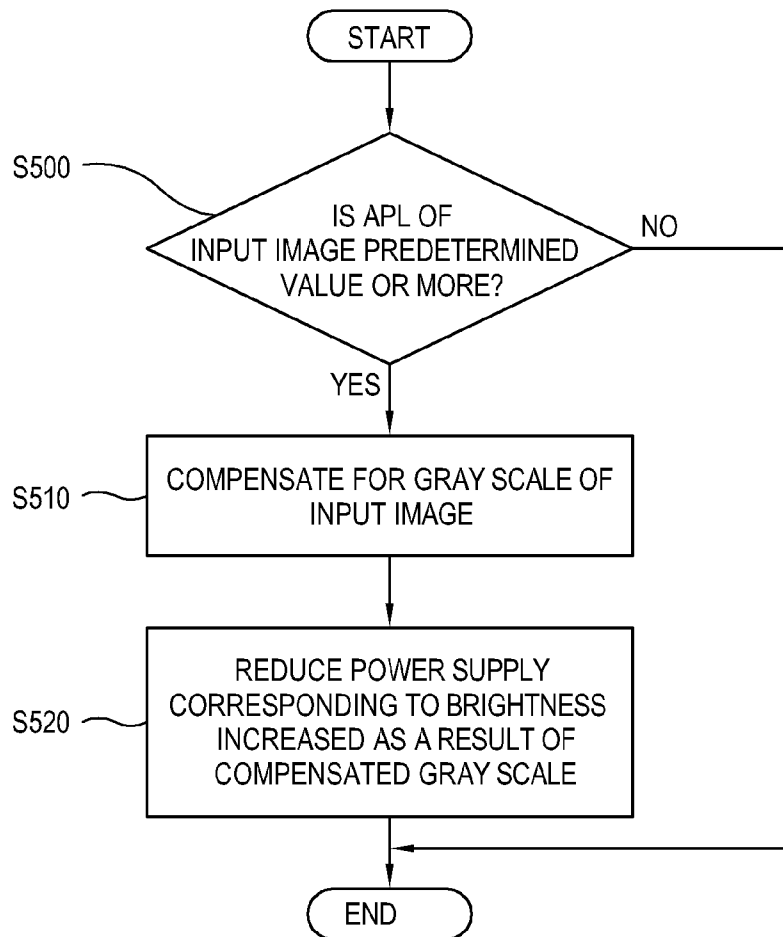 START
S500
IS APL OF
INPUT IMAGE PREDETERMINED
VALUE OR MORE?
NO
YES
S510
COMPENSATE FOR GRAY SCALE OF
INPUT IMAGE
S520
REDUCE POWER SUPPLY
CORRESPONDING TO BRIGHTNESS
INCREASED AS A RESULT OF
COMPENSATED GRAY SCALE
END